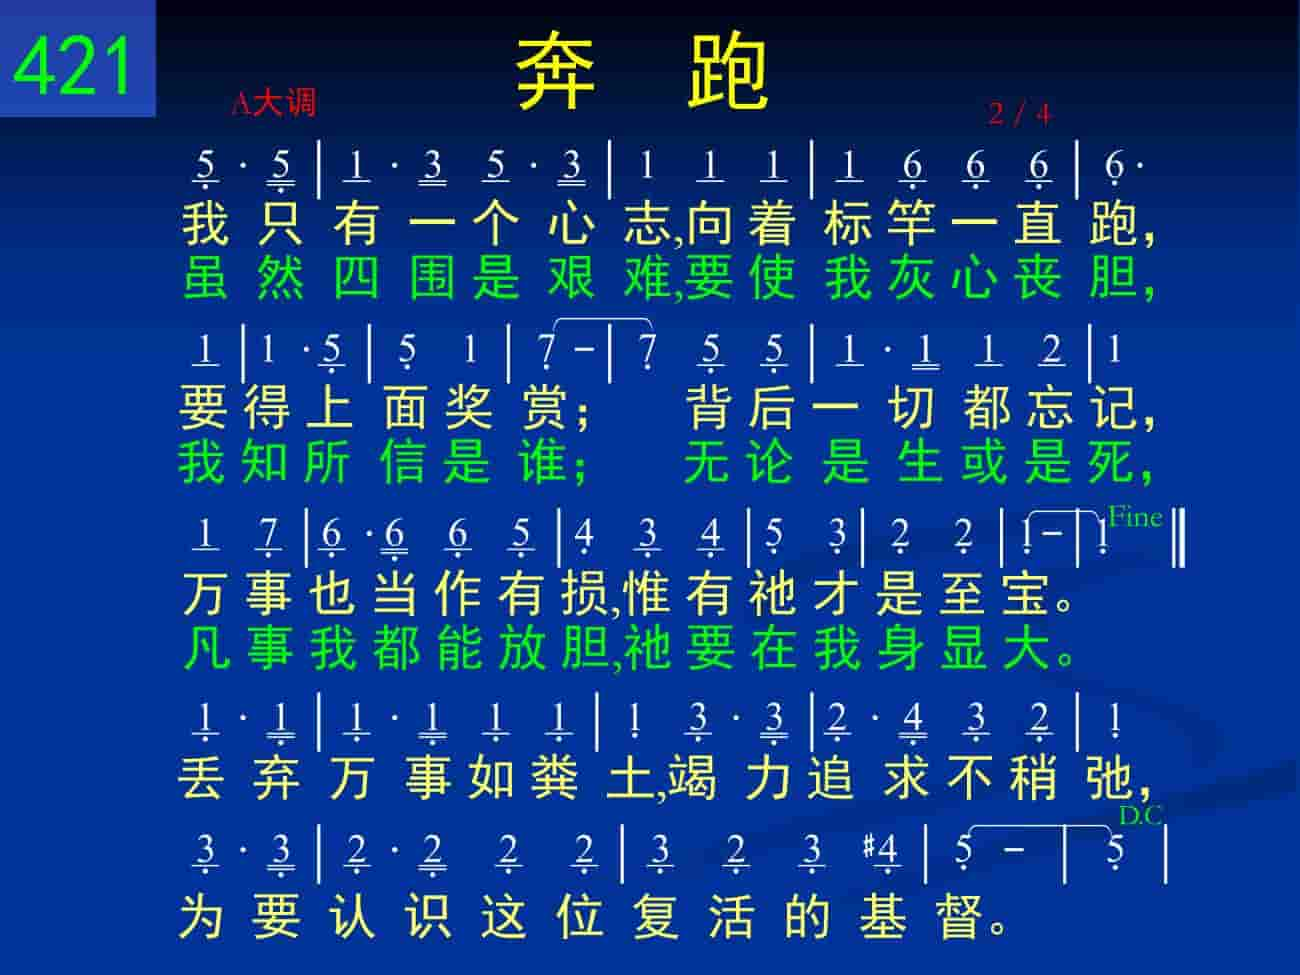 421
奔 跑
A大调 2 / 4
5 · 5 | 1 · 3 5 · 3 | 1 1 1 | 1 6 6 6 | 6 ·
我 只 有 一 个 心 志,向 着 标 竿 一 直 跑，
虽 然 四 围 是 艰 难,要 使 我 灰 心 丧 胆，
1 | 1 · 5 | 5 1 | 7 – | 7 5 5 | 1 · 1 1 2 | 1
要 得 上 面 奖 赏； 背 后 一 切 都 忘 记，
我 知 所 信 是 谁； 无 论 是 生 或 是 死，
1 7 | 6 · 6 6 5 | 4 3 4 | 5 3 | 2 2 | 1 – | 1 Fine
万 事 也 当 作 有 损,惟 有 祂 才 是 至 宝。
凡 事 我 都 能 放 胆,祂 要 在 我 身 显 大。
1 · 1 | 1 · 1 1 1 | 1 3 · 3 | 2 · 4 3 2 | 1
丢 弃 万 事 如 粪 土,竭 力 追 求 不 稍 弛，
D.C
3 · 3 | 2 · 2 2 2 | 3 2 3 #4 | 5 – | 5 |
为 要 认 识 这 位 复 活 的 基 督。